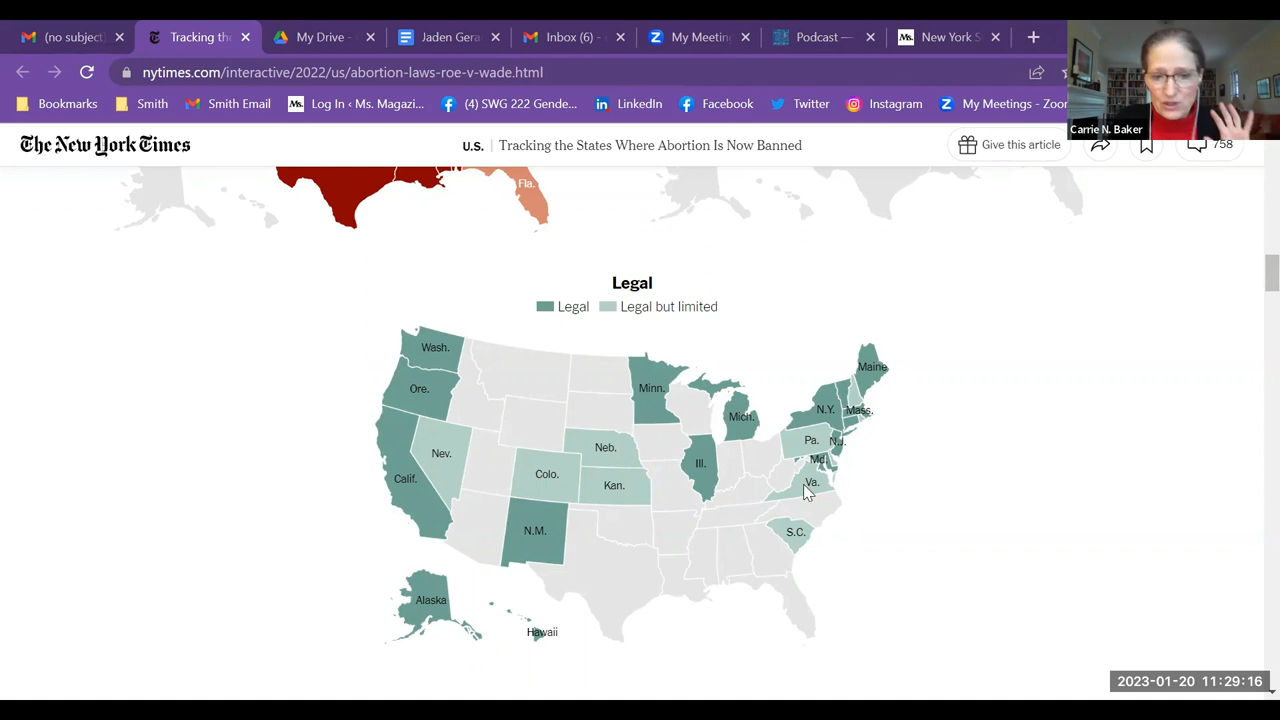 (no subject)
Tracking the
My Drive -
Jaden Gera
Inbox (6) -
My Meetin
Podcast —
New York S
nytimes.com/interactive/2022/us/abortion-laws-roe-v-wade.html
Bookmarks
Smith
Smith Email
Ms.
Log In ‹ Ms. Magazi...
(4) SWG 222 Gende...
LinkedIn
Facebook
Twitter
Instagram
My Meetings - Zoom
Carrie N. Baker
The New York Times
U.S. | Tracking the States Where Abortion Is Now Banned
Give this article
758
Fla.
Legal
Legal
Legal but limited
Wash.
Ore.
Calif.
Nev.
Colo.
N.M.
Neb.
Kan.
Minn.
Ill.
Mich.
Maine
N.Y.
Mass.
Pa.
N.J.
Md.
Va.
S.C.
Alaska
Hawaii
2023-01-20 11:29:16